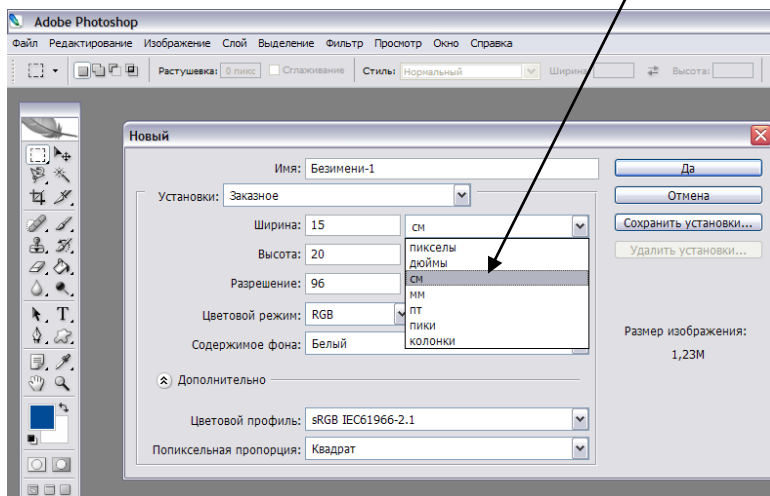 Adobe Photoshop
Файл Редактирование Изображение Слой Выделение Фильтр Просмотр Окно Справка
Растушевка: 0 пикс Сглаживание Стиль: Нормальный Ширина: Высота:
Новый
Имя: Безимени-1 Да
Установки: Заказное Отмена
Ширина: 15 см Сохранить установки...
Высота: 20 пикселы Удалить установки...
дюймы
Разрешение: 96 см
мм
Цветовой режим: RGB пт
пики
Содержимое фона: Белый колонки
Размер изображения:
1,23M
Дополнительно
Цветовой профиль: sRGB IEC61966-2.1
Попиксельная пропорция: Квадрат